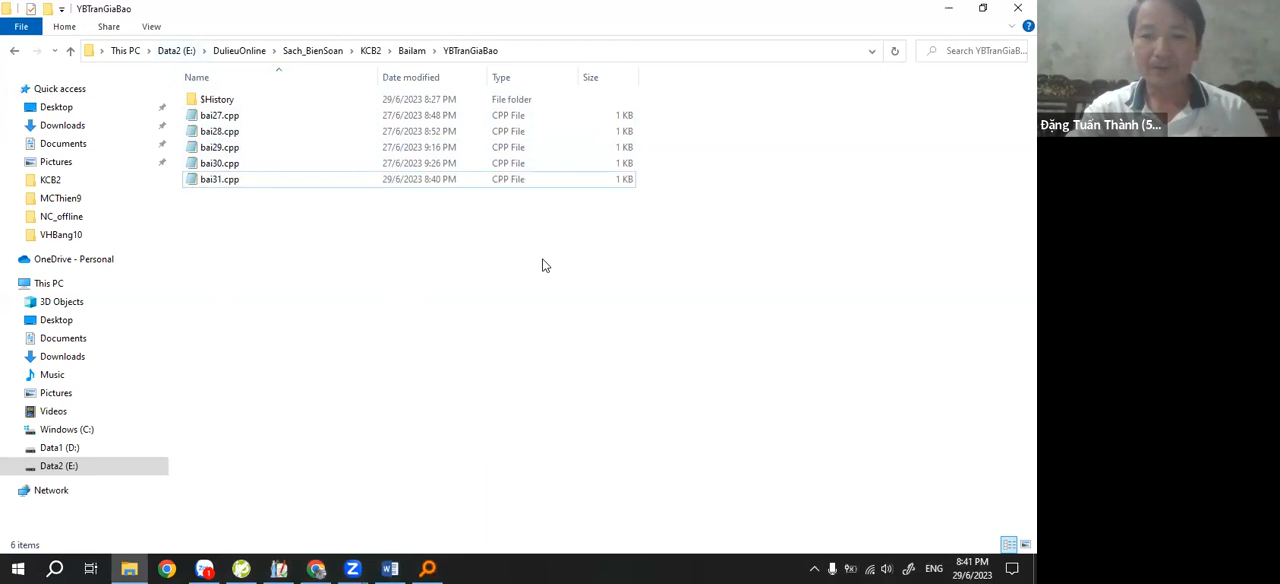 YBTranGiaBao
File
Home
Share
View
This PC
Data2 (E:)
DulieuOnline
Sach_BienSoan
KCB2
Bailam
YBTranGiaBao
Search YBTranGiaB...
Name
Date modified
Type
Size
$History
29/6/2023 8:27 PM
File folder
bai27.cpp
27/6/2023 8:48 PM
CPP File
1 KB
bai28.cpp
27/6/2023 8:52 PM
CPP File
1 KB
bai29.cpp
27/6/2023 9:16 PM
CPP File
1 KB
bai30.cpp
27/6/2023 9:26 PM
CPP File
1 KB
bai31.cpp
29/6/2023 8:40 PM
CPP File
1 KB
Quick access
Desktop
Downloads
Documents
Pictures
KCB2
MCThien9
NC_offline
VHBang10
OneDrive - Personal
This PC
3D Objects
Desktop
Documents
Downloads
Music
Pictures
Videos
Windows (C:)
Data1 (D:)
Data2 (E:)
Network
6 items
Đặng Tuấn Thành (5...
ENG
8:41 PM
29/6/2023